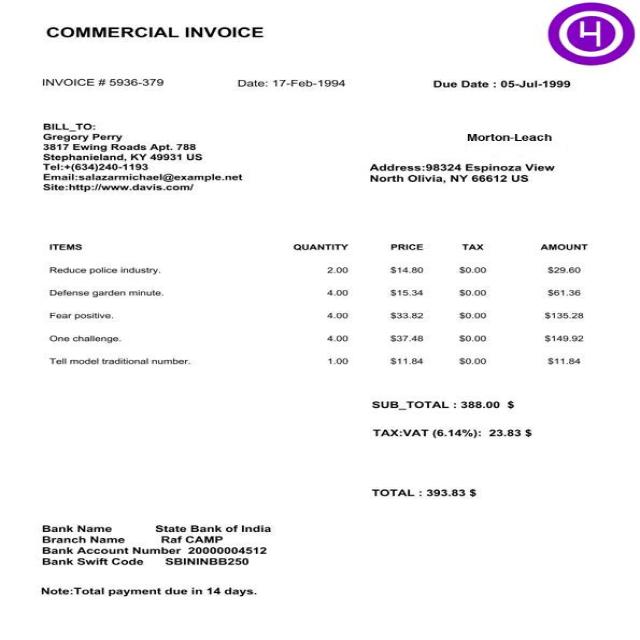 COMMERCIAL INVOICE
INVOICE # 5936-379 Date: 17-Feb-1994 Due Date : 05-Jul-1999
BILL_TO:
Gregory Perry
3817 Ewing Roads Apt. 788
Stephanieland, KY 49931 US
Tel:+(634)240-1193
Email:salazarmichael@example.net
Site:http://www.davis.com/
Morton-Leach
Address:98324 Espinoza View
North Olivia, NY 66612 US
ITEMS QUANTITY PRICE TAX AMOUNT
Reduce police industry. 2.00 $14.80 $0.00 $29.60
Defense garden minute. 4.00 $15.34 $0.00 $61.36
Fear positive. 4.00 $33.82 $0.00 $135.28
One challenge. 4.00 $37.48 $0.00 $149.92
Tell model traditional number. 1.00 $11.84 $0.00 $11.84
SUB_TOTAL : 388.00 $
TAX:VAT (6.14%): 23.83 $
TOTAL : 393.83 $
Bank Name State Bank of India
Branch Name Raf CAMP
Bank Account Number 20000004512
Bank Swift Code SBININBB250
Note:Total payment due in 14 days.